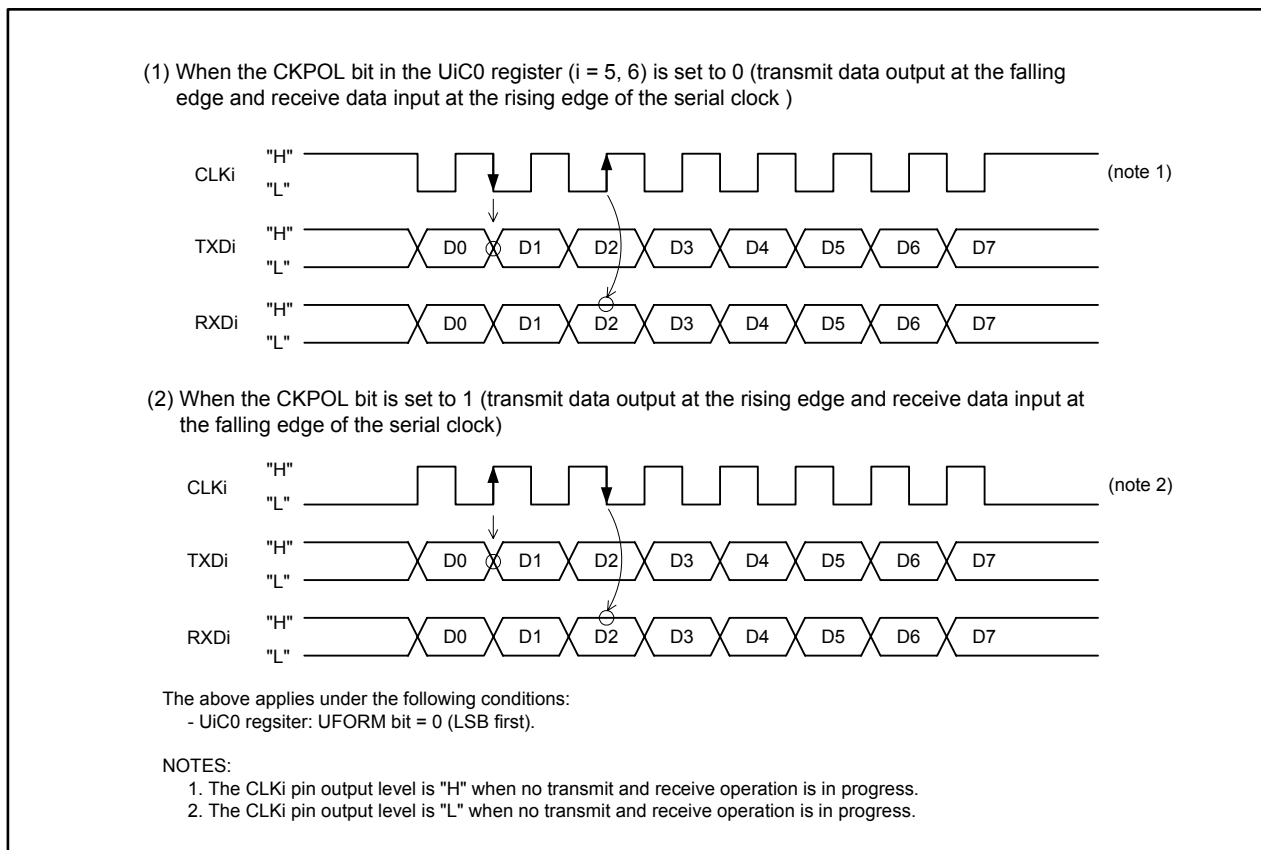 (1) When the CKPOL bit in the UiC0 register (i = 5, 6) is set to 0 (transmit data output at the falling
edge and receive data input at the rising edge of the serial clock )
"H"
CLKi
"L"
(note 1)
"H"
TXDi
"L"
D0 D1 D2 D3 D4 D5 D6 D7
"H"
RXDi
"L"
D0 D1 D2 D3 D4 D5 D6 D7
(2) When the CKPOL bit is set to 1 (transmit data output at the rising edge and receive data input at
the falling edge of the serial clock)
"H"
CLKi
"L"
(note 2)
"H"
TXDi
"L"
D0 D1 D2 D3 D4 D5 D6 D7
"H"
RXDi
"L"
D0 D1 D2 D3 D4 D5 D6 D7
The above applies under the following conditions:
- UiC0 regsiter: UFORM bit = 0 (LSB first).
NOTES:
1. The CLKi pin output level is "H" when no transmit and receive operation is in progress.
2. The CLKi pin output level is "L" when no transmit and receive operation is in progress.